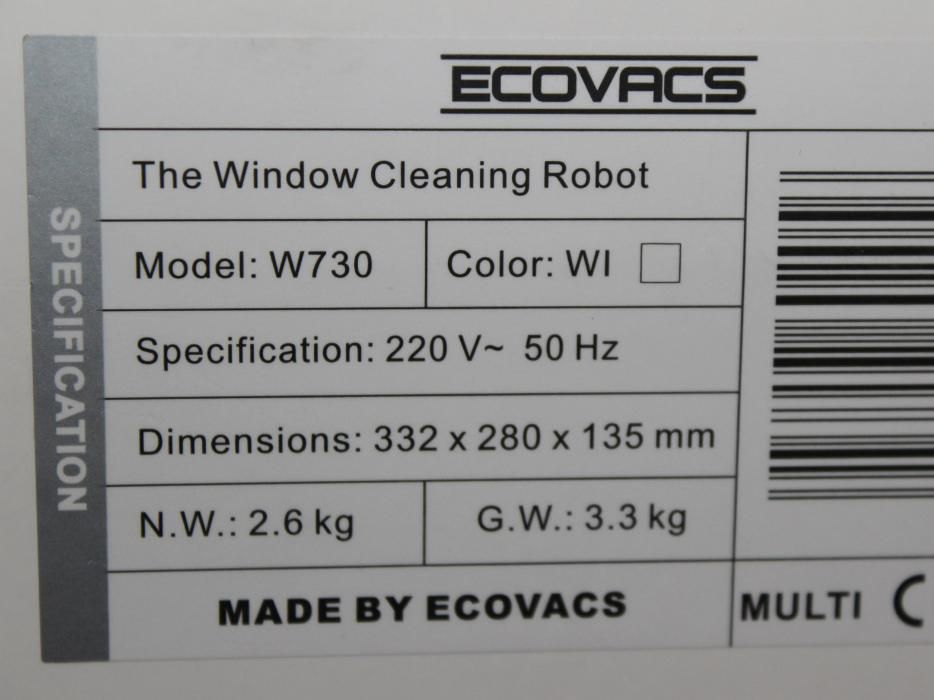 ECOVACS
SPECIFICATION
The Window Cleaning Robot
Model: W730
Color: WI
Specification: 220 V~ 50 Hz
Dimensions: 332 x 280 x 135 mm
N.W.: 2.6 kg
G.W.: 3.3 kg
MADE BY ECOVACS
MULTI